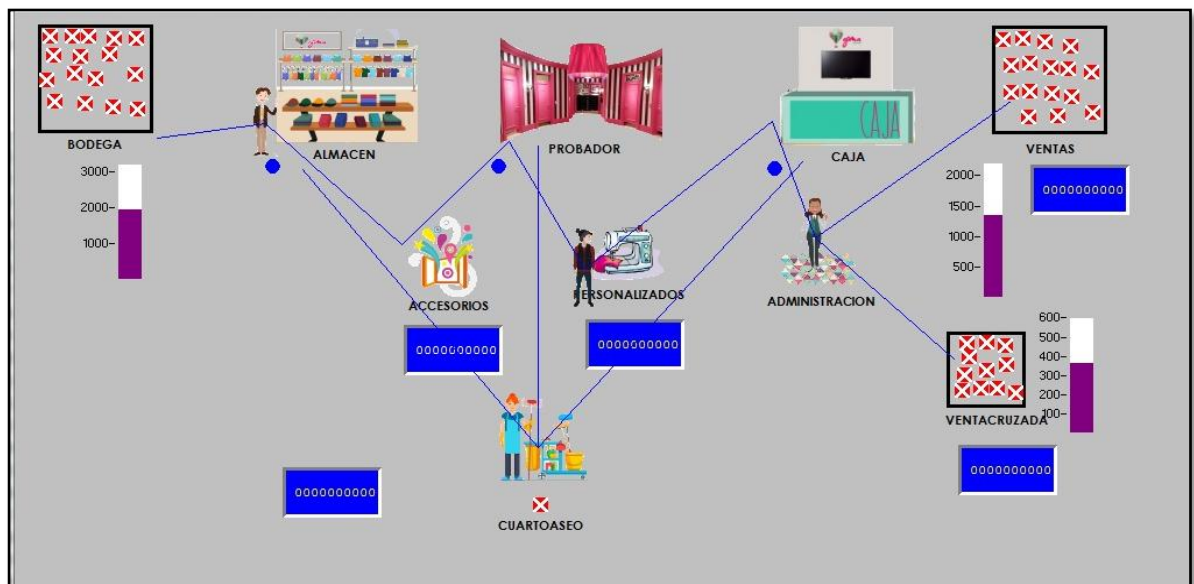 BODEGA
ALMACEN
PROBADOR
CAJA
CAJA
VENTAS
3000-
2000-
1000-
2000-
1500-
1000-
500-
0000000000
ACCESORIOS
PERSONALIZADOS
ADMINISTRACION
0000000000
0000000000
600-
500-
400-
300-
200-
100-
VENTACRUZADA
0000000000
0000000000
CUARTOASEO